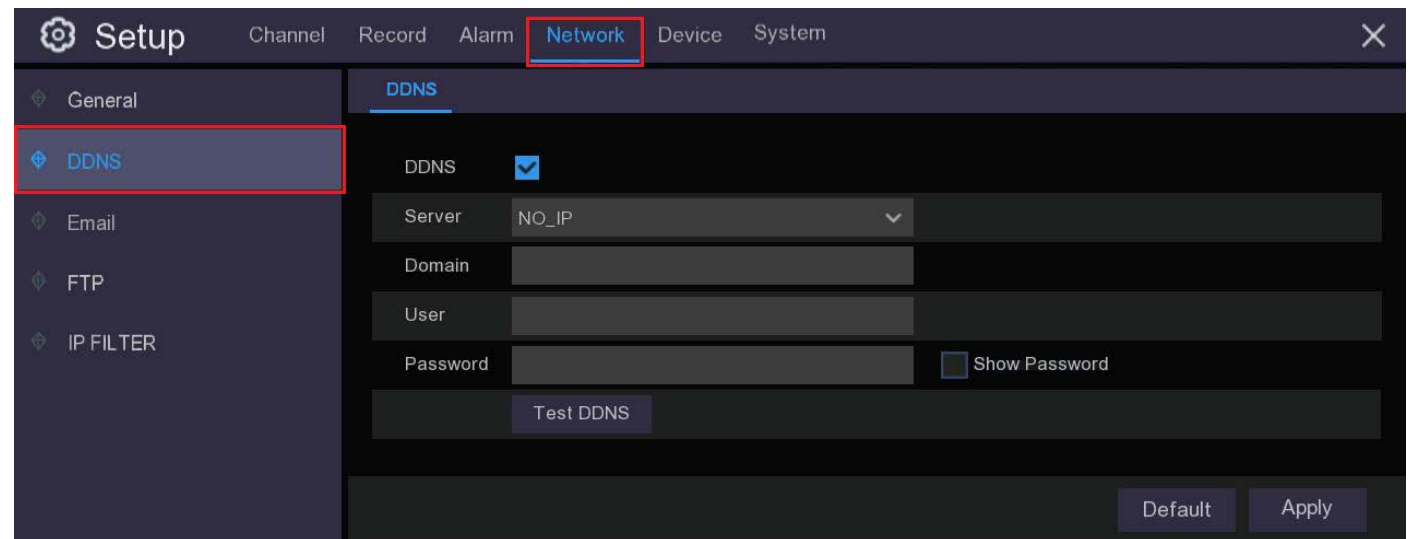 Setup Channel Record Alarm Network Device System
General
DDNS
Email
FTP
IP FILTER
DDNS
DDNS
Server NO_IP
Domain
User
Password Show Password
Test DDNS
Default Apply